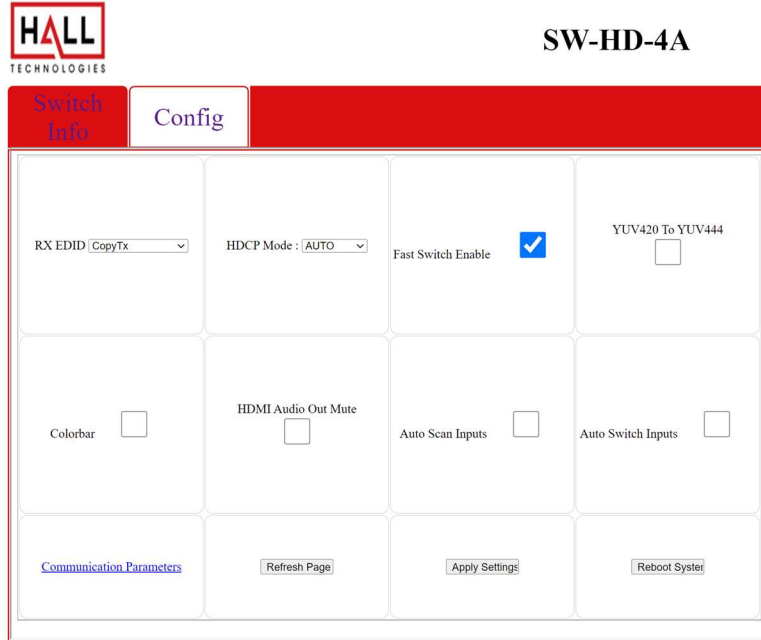 HALL
TECHNOLOGIES
SW-HD-4A
Switch
Info
Config
RX EDID CopyTx
HDCP Mode : AUTO
Fast Switch Enable
YUV420 To YUV444
Colorbar
HDMI Audio Out Mute
Auto Scan Inputs
Auto Switch Inputs
Communication Parameters
Refresh Page
Apply Settings
Reboot Syster